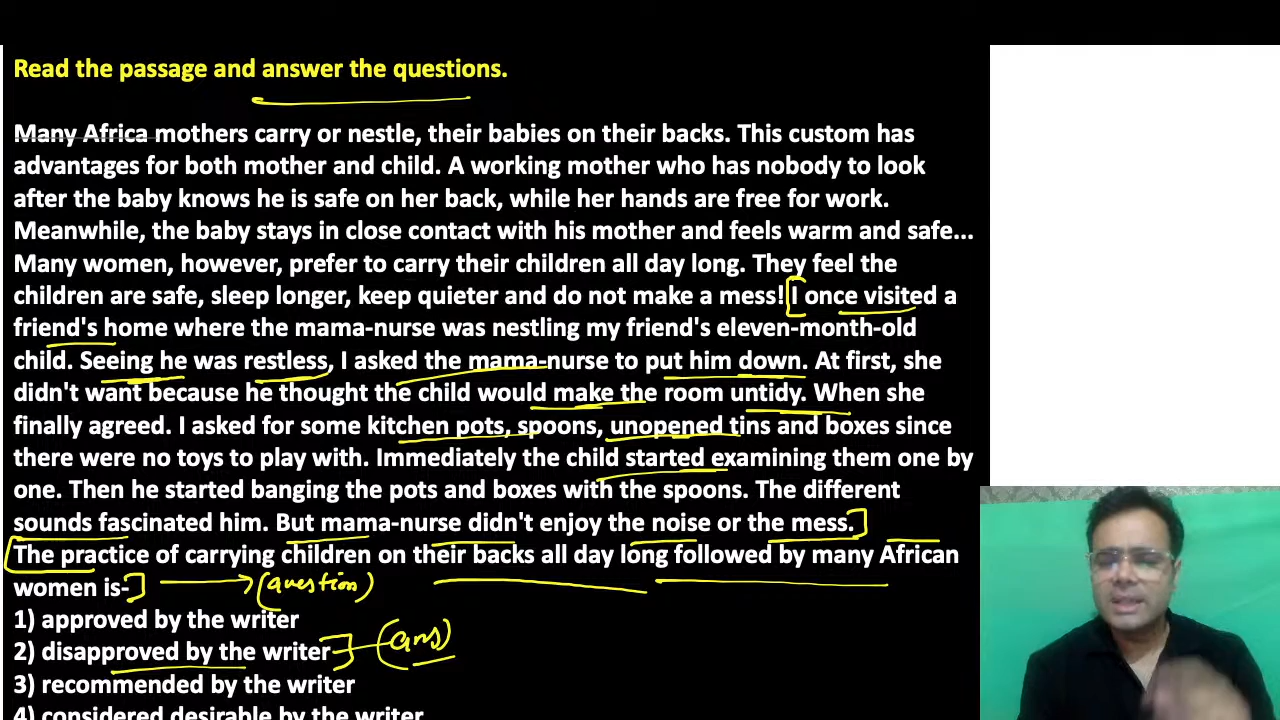 Read the passage and answer the questions.
Many Africa mothers carry or nestle, their babies on their backs. This custom has
advantages for both mother and child. A working mother who has nobody to look
after the baby knows he is safe on her back, while her hands are free for work.
Meanwhile, the baby stays in close contact with his mother and feels warm and safe...
Many women, however, prefer to carry their children all day long. They feel the
children are safe, sleep longer, keep quieter and do not make a mess! I once visited a
friend's home where the mama-nurse was nestling my friend's eleven-month-old
child. Seeing he was restless, I asked the mama-nurse to put him down. At first, she
didn't want because he thought the child would make the room untidy. When she
finally agreed. I asked for some kitchen pots, spoons, unopened tins and boxes since
there were no toys to play with. Immediately the child started examining them one by
one. Then he started banging the pots and boxes with the spoons. The different
sounds fascinated him. But mama-nurse didn't enjoy the noise or the mess.
The practice of carrying children on their backs all day long followed by many African
women is- (question)
1) approved by the writer
2) disapproved by the writer (ans)
3) recommended by the writer
4) considered desirable by the writer